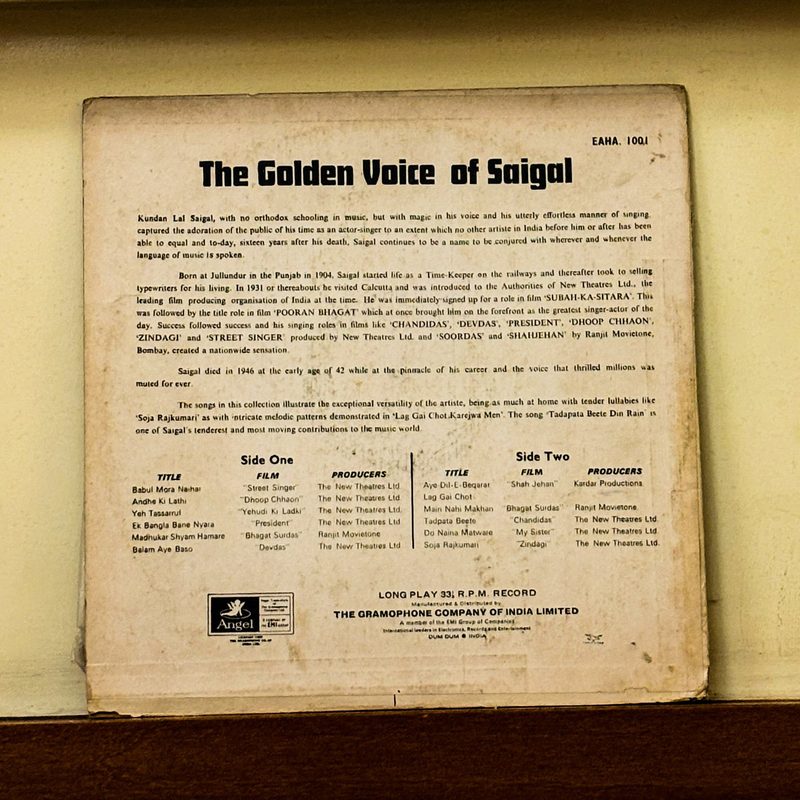 EAHA. 1001
The Golden Voice of Saigal
Kundan Lal Saigal, with no orthodox schooling in music, but with magic in his voice and his utterly effortless manner of singing,
captured the adoration of the public of his time as an actor-singer to an extent which no other artiste in India before him or after has been
able to equal and to-day, sixteen years after his death, Saigal continues to be a name to be conjured with wherever and whenever the
language of music is spoken.
Born at Jullundur in the Punjab in 1904, Saigal started life as a Time-Keeper on the railways and thereafter took to selling
typewriters for his living. In 1931 or thereabouts he visited Calcutta and was introduced to the Authorities of New Theatres Ltd., the
leading film producing organisation of India at the time. He was immediately signed up for a role in film 'SUBAH-KA-SITARA'. This
was followed by the title role in film 'POORAN BHAGAT' which at once brought him on the forefront as the greatest singer-actor of the
day. Success followed success and his singing roles in films like 'CHANDIDAS', 'DEVDAS', 'PRESIDENT', 'DHOOP CHHAON',
'ZINDAGI' and 'STREET SINGER' produced by New Theatres Ltd. and 'SOORDAS' and 'SHAHJEHAN' by Ranjit Movietone,
Bombay, created a nationwide sensation.
Saigal died in 1946 at the early age of 42 while at the pinnacle of his career and the voice that thrilled millions was
muted for ever.
The songs in this collection illustrate the exceptional versatility of the artiste, being as much at home with tender lullabies like
'Soja Rajkumari' as with intricate melodic patterns demonstrated in 'Lag Gai Chot Karejwa Men'. The song 'Tadapata Beete Din Rain' is
one of Saigal's tenderest and most moving contributions to the music world.
Side One
TITLE FILM PRODUCERS
Babul Mora Naihar "Street Singer" The New Theatres Ltd.
Andhe Ki Lathi "Dhoop Chhaon" The New Theatres Ltd.
Yeh Tassarrul "Yehudi Ki Ladki" The New Theatres Ltd.
Ek Bangla Bane Nyara "President" The New Theatres Ltd.
Madhukar Shyam Hamare "Bhagat Surdas" Ranjit Movietone
Balam Aye Baso "Devdas" The New Theatres Ltd.
Side Two
TITLE FILM PRODUCERS
Aye Dil-E-Beqarar "Shah Jehan" Kardar Productions
Lag Gai Chot
Main Nahi Makhan "Bhagat Surdas" Ranjit Movietone
Tadpata Beete "Chandidas" The New Theatres Ltd.
Do Naina Matware "My Sister" The New Theatres Ltd.
Soja Rajkumari "Zindagi" The New Theatres Ltd.
Angel
LONG PLAY 33⅓ R.P.M. RECORD
Manufactured & Distributed by
THE GRAMOPHONE COMPANY OF INDIA LIMITED
A member of the EMI Group of Companies
International leaders in Electronics, Records and Entertainment
DUM DUM ● INDIA